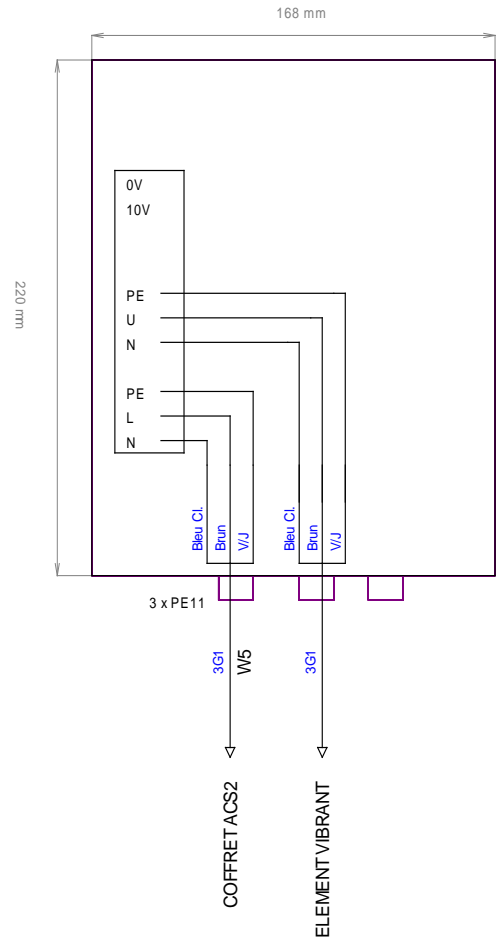 168 mm
220 mm
0V
10V
PE
U
N
PE
L
N
Bleu Cl.
Brun
V/J
Bleu Cl.
Brun
V/J
3 x PE11
3G1
W5
3G1
COFFRET ACS2
ELEMENT VIBRANT